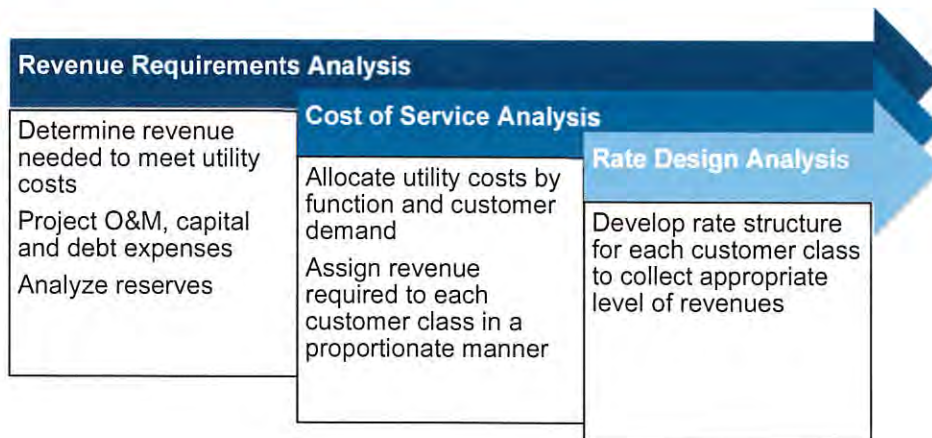 Revenue Requirements Analysis
Determine revenue
needed to meet utility
costs
Project O&M, capital
and debt expenses
Analyze reserves
Cost of Service Analysis
Allocate utility costs by
function and customer
demand
Assign revenue
required to each
customer class in a
proportionate manner
Rate Design Analysis
Develop rate structure
for each customer class
to collect appropriate
level of revenues